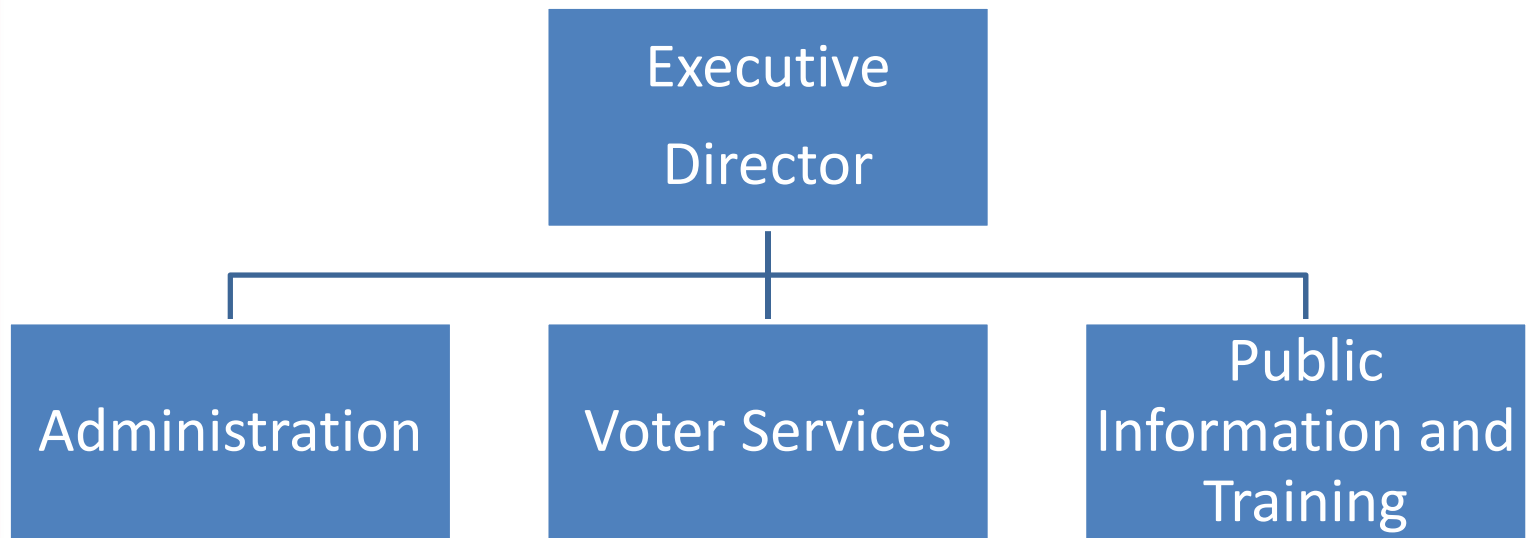 Executive
Director
Administration
Voter Services
Public
Information and
Training